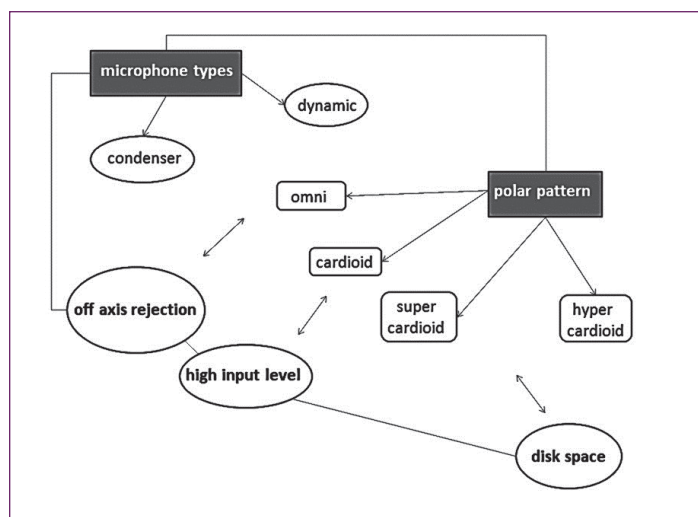 microphone types
dynamic
condenser
omni
polar pattern
cardioid
off axis rejection
super
cardioid
hyper
cardioid
high input level
disk space